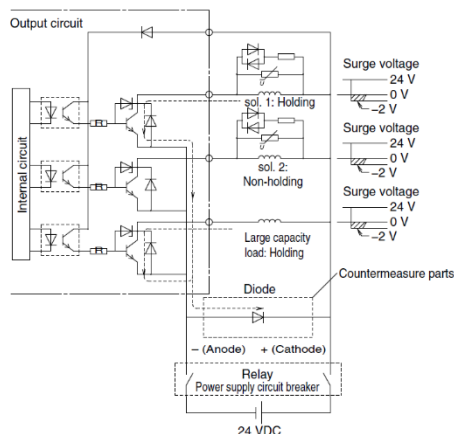 Output circuit
Internal circuit
sol. 1: Holding
sol. 2:
Non-holding
Large capacity
load: Holding
Surge voltage
24 V
0 V
−2 V
Surge voltage
24 V
0 V
−2 V
Surge voltage
24 V
0 V
−2 V
Countermeasure parts
Diode
− (Anode) + (Cathode)
Relay
Power supply circuit breaker
24 VDC